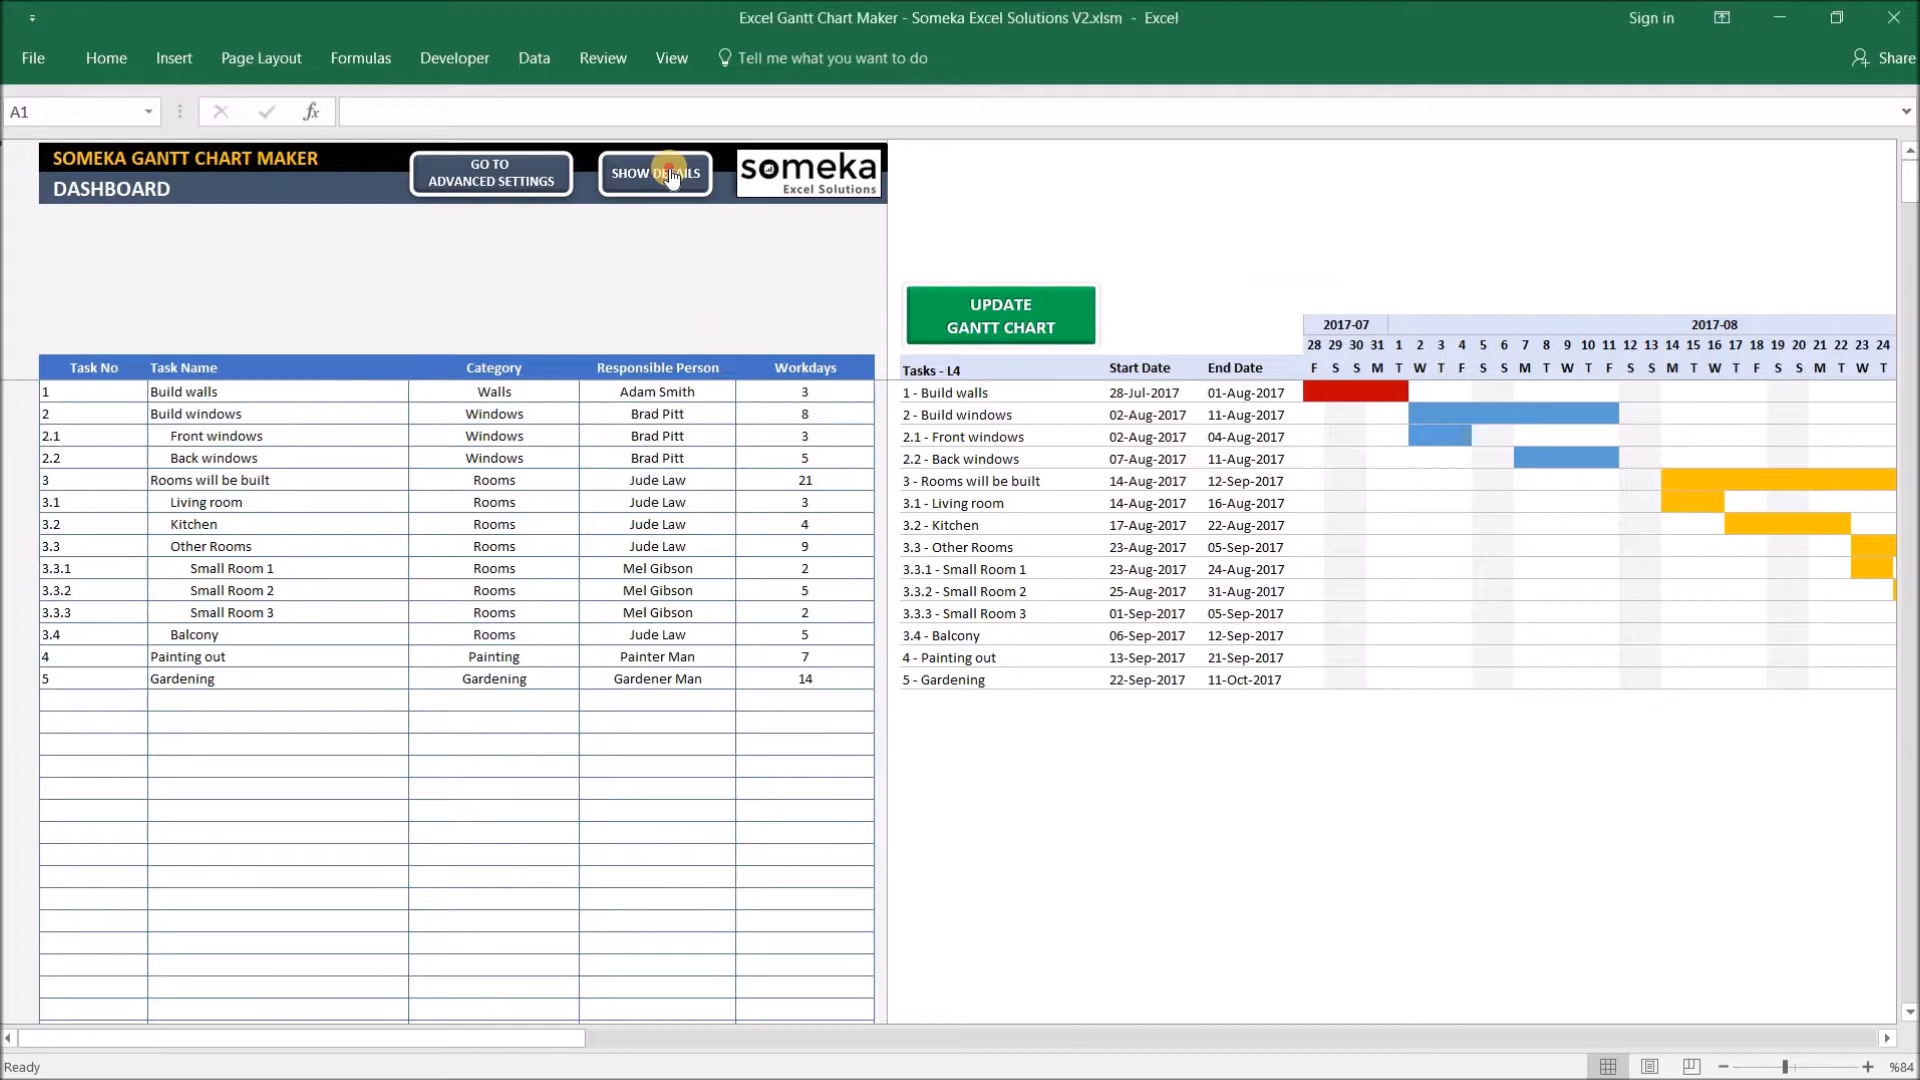 Excel Gantt Chart Maker - Someka Excel Solutions V2.xlsm - Excel
Sign in
File Home Insert Page Layout Formulas Developer Data Review View Tell me what you want to do Share
A1 fx
SOMEKA GANTT CHART MAKER
DASHBOARD
GO TO
ADVANCED SETTINGS
SHOW DETAILS
someka
Excel Solutions
UPDATE
GANTT CHART
2017-07 2017-08
28 29 30 31 1 2 3 4 5 6 7 8 9 10 11 12 13 14 15 16 17 18 19 20 21 22 23 24
F S S M T W T F S S M T W T F S S M T W T F S S M T W T
Task No Task Name Category Responsible Person Workdays
1 Build walls Walls Adam Smith 3
2 Build windows Windows Brad Pitt 8
2.1 Front windows Windows Brad Pitt 3
2.2 Back windows Windows Brad Pitt 5
3 Rooms will be built Rooms Jude Law 21
3.1 Living room Rooms Jude Law 3
3.2 Kitchen Rooms Jude Law 4
3.3 Other Rooms Rooms Jude Law 9
3.3.1 Small Room 1 Rooms Mel Gibson 2
3.3.2 Small Room 2 Rooms Mel Gibson 5
3.3.3 Small Room 3 Rooms Mel Gibson 2
3.4 Balcony Rooms Jude Law 5
4 Painting out Painting Painter Man 7
5 Gardening Gardening Gardener Man 14
Tasks - L4 Start Date End Date
1 - Build walls 28-Jul-2017 01-Aug-2017
2 - Build windows 02-Aug-2017 11-Aug-2017
2.1 - Front windows 02-Aug-2017 04-Aug-2017
2.2 - Back windows 07-Aug-2017 11-Aug-2017
3 - Rooms will be built 14-Aug-2017 12-Sep-2017
3.1 - Living room 14-Aug-2017 16-Aug-2017
3.2 - Kitchen 17-Aug-2017 22-Aug-2017
3.3 - Other Rooms 23-Aug-2017 05-Sep-2017
3.3.1 - Small Room 1 23-Aug-2017 24-Aug-2017
3.3.2 - Small Room 2 25-Aug-2017 31-Aug-2017
3.3.3 - Small Room 3 01-Sep-2017 05-Sep-2017
3.4 - Balcony 06-Sep-2017 12-Sep-2017
4 - Painting out 13-Sep-2017 21-Sep-2017
5 - Gardening 22-Sep-2017 11-Oct-2017
Ready
%84